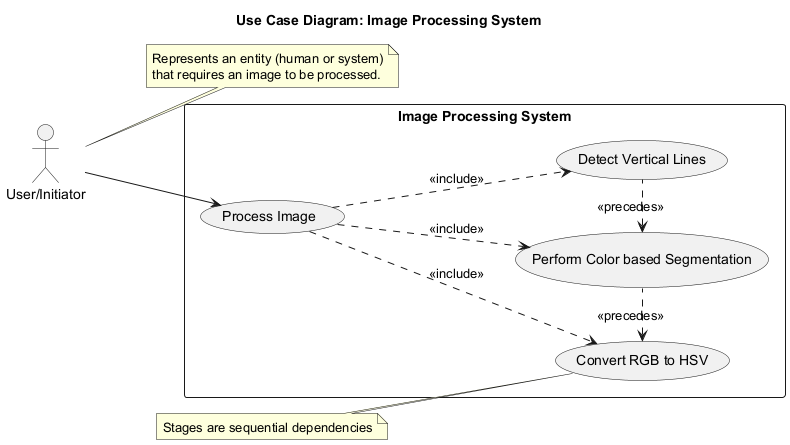 Use Case Diagram: Image Processing System
Represents an entity (human or system)
that requires an image to be processed.
Image Processing System
User/Initiator
Process Image
«include»
«include»
«include»
Detect Vertical Lines
«precedes»
Perform Color based Segmentation
«precedes»
Convert RGB to HSV
Stages are sequential dependencies